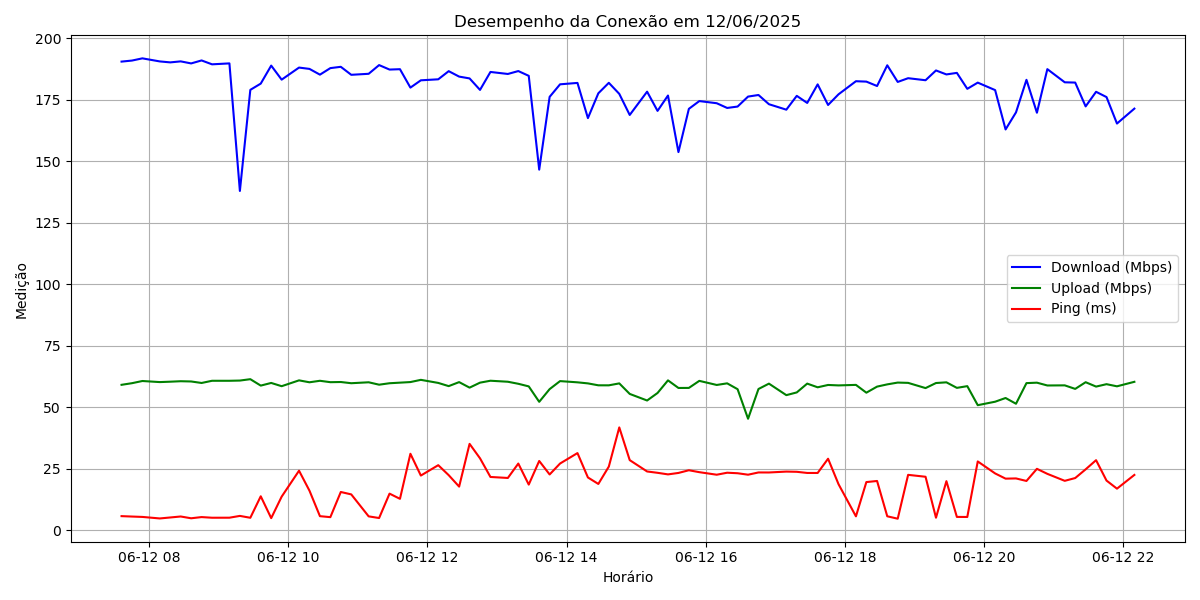 Desempenho da Conexão em 12/06/2025
200
175
150
125
100
75
50
25
0
Medição
Download (Mbps)
Upload (Mbps)
Ping (ms)
06-12 08
06-12 10
06-12 12
06-12 14
06-12 16
06-12 18
06-12 20
06-12 22
Horário